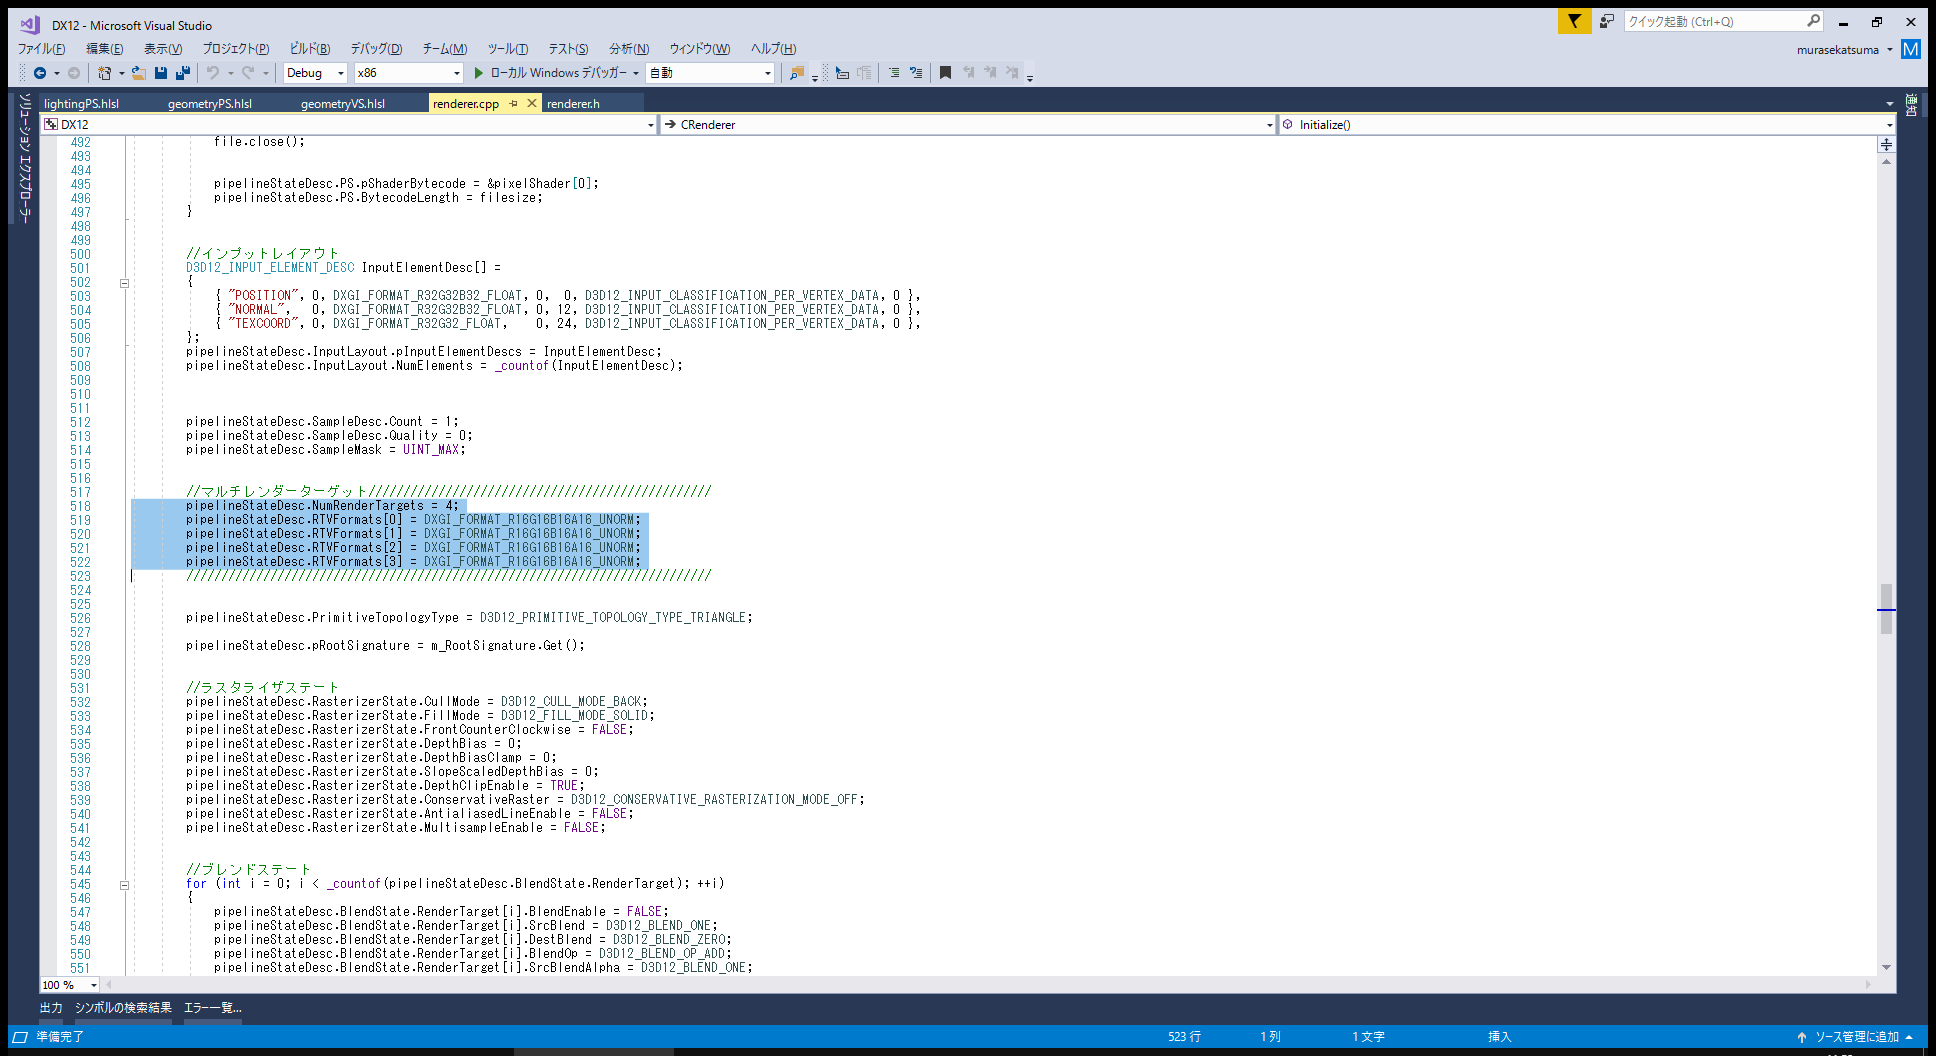 DX12 - Microsoft Visual Studio
クイック起動 (Ctrl+Q)
ファイル(F) 編集(E) 表示(V) プロジェクト(P) ビルド(B) デバッグ(D) チーム(M) ツール(T) テスト(S) 分析(N) ウィンドウ(W) ヘルプ(H)
murasekatsuma M
Debug x86 ローカル Windows デバッガー 自動
ソリューション エクスプローラー
通知
lightingPS.hlsl geometryPS.hlsl geometryVS.hlsl renderer.cpp renderer.h
DX12 CRenderer Initialize()
492 file.close();
493
494
495 pipelineStateDesc.PS.pShaderBytecode = &pixelShader[0];
496 pipelineStateDesc.PS.BytecodeLength = filesize;
497 }
498
499
500 //インプットレイアウト
501 D3D12_INPUT_ELEMENT_DESC InputElementDesc[] =
502 {
503 { "POSITION", 0, DXGI_FORMAT_R32G32B32_FLOAT, 0, 0, D3D12_INPUT_CLASSIFICATION_PER_VERTEX_DATA, 0 },
504 { "NORMAL", 0, DXGI_FORMAT_R32G32B32_FLOAT, 0, 12, D3D12_INPUT_CLASSIFICATION_PER_VERTEX_DATA, 0 },
505 { "TEXCOORD", 0, DXGI_FORMAT_R32G32_FLOAT, 0, 24, D3D12_INPUT_CLASSIFICATION_PER_VERTEX_DATA, 0 },
506 };
507 pipelineStateDesc.InputLayout.pInputElementDescs = InputElementDesc;
508 pipelineStateDesc.InputLayout.NumElements = _countof(InputElementDesc);
509
510
511
512 pipelineStateDesc.SampleDesc.Count = 1;
513 pipelineStateDesc.SampleDesc.Quality = 0;
514 pipelineStateDesc.SampleMask = UINT_MAX;
515
516
517 //マルチレンダーターゲット/////////////////////////////////////////////////
518 pipelineStateDesc.NumRenderTargets = 4;
519 pipelineStateDesc.RTVFormats[0] = DXGI_FORMAT_R16G16B16A16_UNORM;
520 pipelineStateDesc.RTVFormats[1] = DXGI_FORMAT_R16G16B16A16_UNORM;
521 pipelineStateDesc.RTVFormats[2] = DXGI_FORMAT_R16G16B16A16_UNORM;
522 pipelineStateDesc.RTVFormats[3] = DXGI_FORMAT_R16G16B16A16_UNORM;
523 ///////////////////////////////////////////////////////////////////////////
524
525
526 pipelineStateDesc.PrimitiveTopologyType = D3D12_PRIMITIVE_TOPOLOGY_TYPE_TRIANGLE;
527
528 pipelineStateDesc.pRootSignature = m_RootSignature.Get();
529
530
531 //ラスタライザステート
532 pipelineStateDesc.RasterizerState.CullMode = D3D12_CULL_MODE_BACK;
533 pipelineStateDesc.RasterizerState.FillMode = D3D12_FILL_MODE_SOLID;
534 pipelineStateDesc.RasterizerState.FrontCounterClockwise = FALSE;
535 pipelineStateDesc.RasterizerState.DepthBias = 0;
536 pipelineStateDesc.RasterizerState.DepthBiasClamp = 0;
537 pipelineStateDesc.RasterizerState.SlopeScaledDepthBias = 0;
538 pipelineStateDesc.RasterizerState.DepthClipEnable = TRUE;
539 pipelineStateDesc.RasterizerState.ConservativeRaster = D3D12_CONSERVATIVE_RASTERIZATION_MODE_OFF;
540 pipelineStateDesc.RasterizerState.AntialiasedLineEnable = FALSE;
541 pipelineStateDesc.RasterizerState.MultisampleEnable = FALSE;
542
543
544 //ブレンドステート
545 for (int i = 0; i < _countof(pipelineStateDesc.BlendState.RenderTarget); ++i)
546 {
547 pipelineStateDesc.BlendState.RenderTarget[i].BlendEnable = FALSE;
548 pipelineStateDesc.BlendState.RenderTarget[i].SrcBlend = D3D12_BLEND_ONE;
549 pipelineStateDesc.BlendState.RenderTarget[i].DestBlend = D3D12_BLEND_ZERO;
550 pipelineStateDesc.BlendState.RenderTarget[i].BlendOp = D3D12_BLEND_OP_ADD;
551 pipelineStateDesc.BlendState.RenderTarget[i].SrcBlendAlpha = D3D12_BLEND_ONE;
100 %
出力 シンボルの検索結果 エラー一覧...
準備完了 523 行 1 列 1 文字 挿入 ソース管理に追加